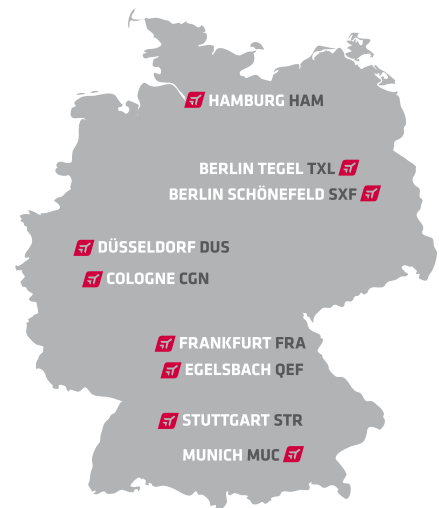 HAMBURG HAM
BERLIN TEGEL TXL
BERLIN SCHÖNEFELD SXF
DÜSSELDORF DUS
COLOGNE CGN
FRANKFURT FRA
EGELSBACH QEF
STUTTGART STR
MUNICH MUC